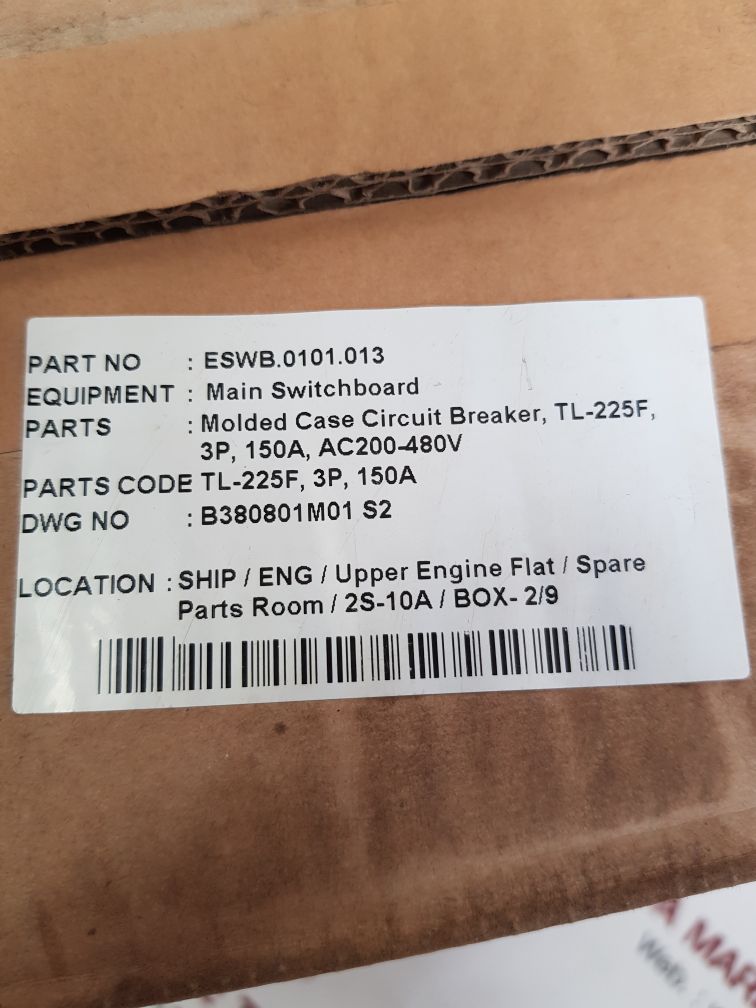 PART NO : ESWB.0101.013
EQUIPMENT : Main Switchboard
PARTS : Molded Case Circuit Breaker, TL-225F,
3P, 150A, AC200-480V
PARTS CODE TL-225F, 3P, 150A
DWG NO : B380801M01 S2
LOCATION : SHIP / ENG / Upper Engine Flat / Spare
Parts Room / 2S-10A / BOX- 2/9
A MAR
Web.